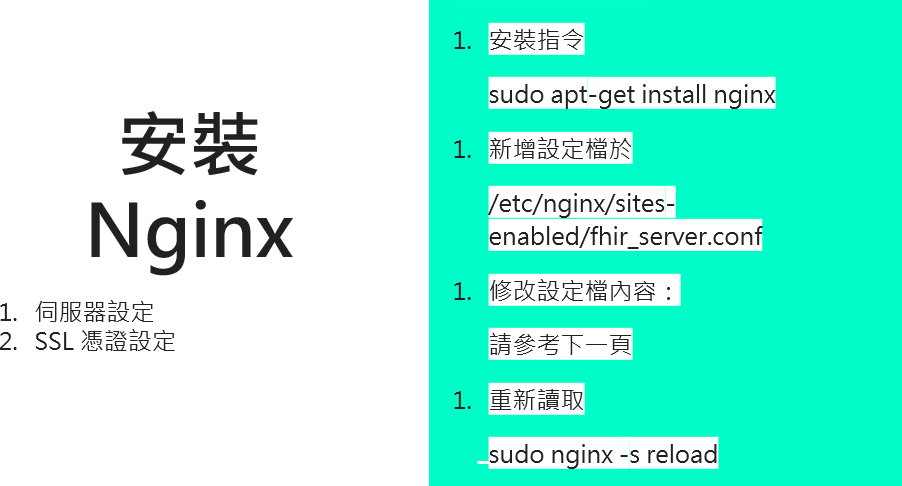 安裝
Nginx
1. 伺服器設定
2. SSL 憑證設定
1. 安裝指令
sudo apt-get install nginx
1. 新增設定檔於
/etc/nginx/sites-
enabled/fhir_server.conf
1. 修改設定檔內容：
請參考下一頁
1. 重新讀取
_sudo nginx -s reload